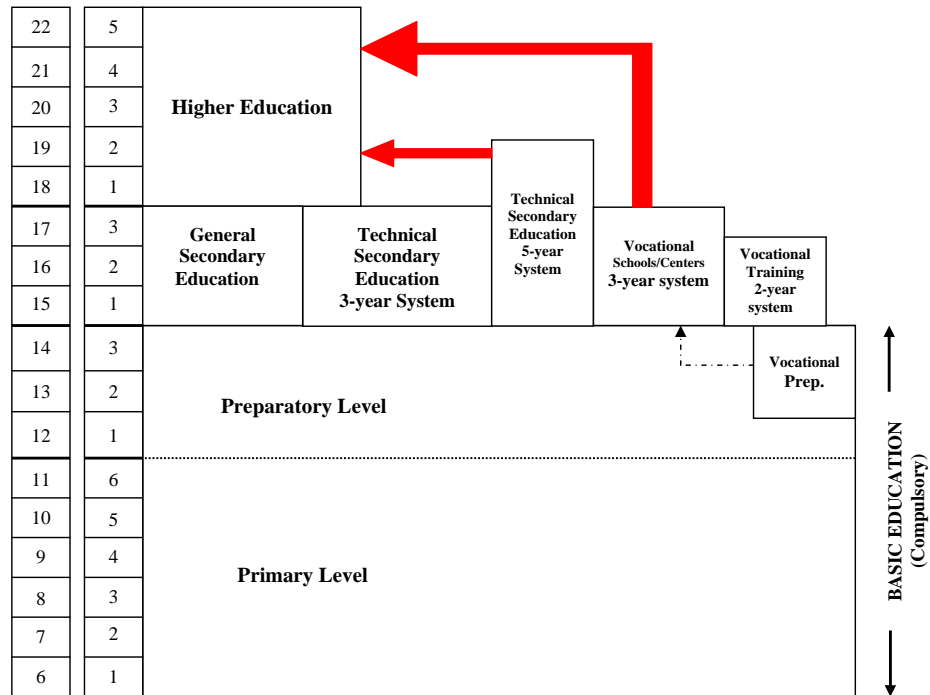 22 5
21 4
20 3
19 2
18 1
17 3
16 2
15 1
14 3
13 2
12 1
11 6
10 5
9 4
8 3
7 2
6 1
Higher Education
General
Secondary
Education
Technical
Secondary
Education
3-year System
Technical
Secondary
Education
5-year
System
Vocational
Schools/Centers
3-year system
Vocational
Training
2-year
system
Vocational
Prep.
Preparatory Level
Primary Level
BASIC EDUCATION
(Compulsory)